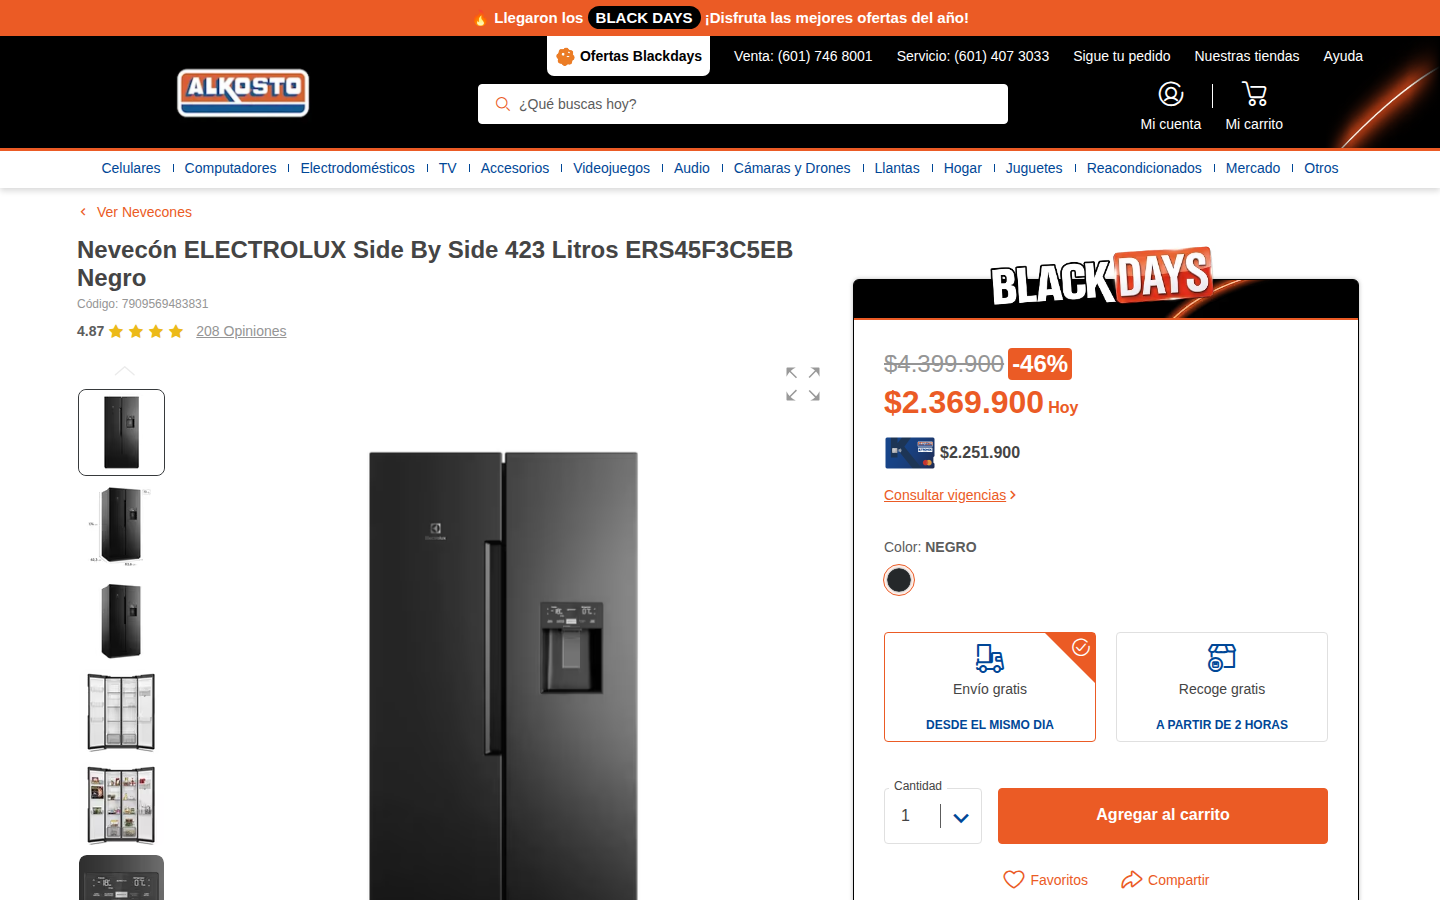 🔥 Llegaron los BLACK DAYS ¡Disfruta las mejores ofertas del año!
Ofertas Blackdays
Venta: (601) 746 8001
Servicio: (601) 407 3033
Sigue tu pedido
Nuestras tiendas
Ayuda
ALKOSTO
¿Qué buscas hoy?
Mi cuenta
Mi carrito
Celulares
Computadores
Electrodomésticos
TV
Accesorios
Videojuegos
Audio
Cámaras y Drones
Llantas
Hogar
Juguetes
Reacondicionados
Mercado
Otros
Ver Nevecones
Nevecón ELECTROLUX Side By Side 423 Litros ERS45F3C5EB
Negro
Código: 7909569483831
4.87
208 Opiniones
Electrolux
BLACK DAYS
$4.399.900 -46%
$2.369.900 Hoy
$2.251.900
Consultar vigencias
Color: NEGRO
Envío gratis
DESDE EL MISMO DIA
Recoge gratis
A PARTIR DE 2 HORAS
Cantidad
1
Agregar al carrito
Favoritos
Compartir